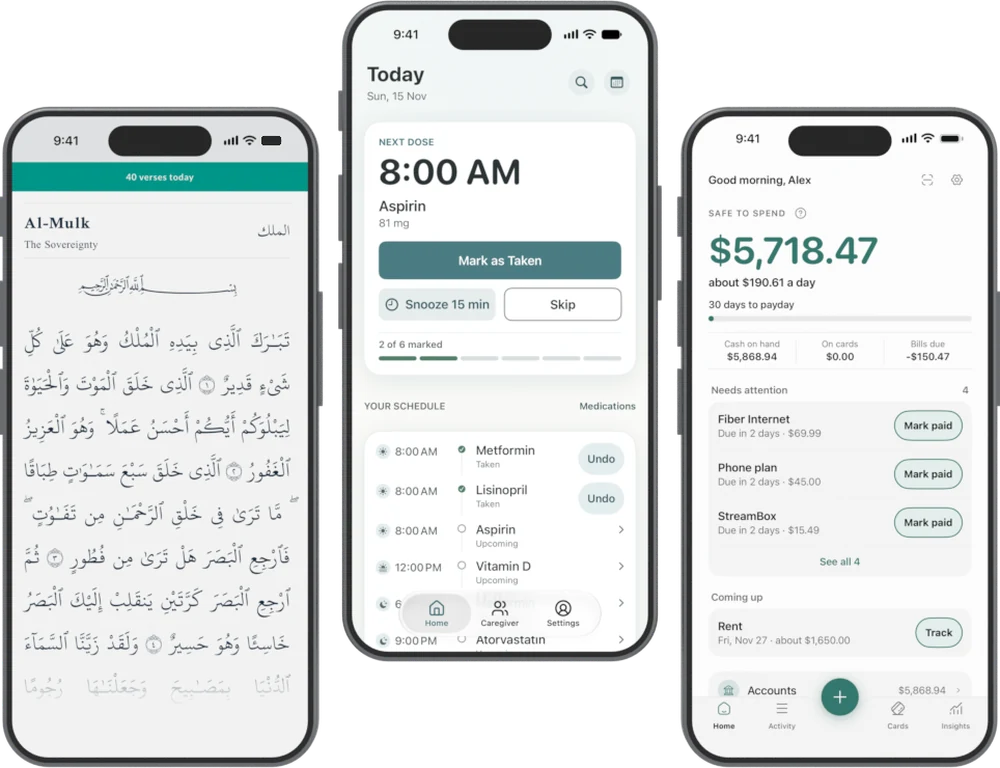 9:41
40 verses today
Al-Mulk
الملك
The Sovereignty
بِسْمِ ٱللَّهِ ٱلرَّحْمَٰنِ ٱلرَّحِيمِ
تَبَـٰرَكَ ٱلَّذِى بِيَدِهِ ٱلْمُلْكُ وَهُوَ عَلَىٰ كُلِّ
شَىْءٍ قَدِيرٌ ١ ٱلَّذِى خَلَقَ ٱلْمَوْتَ وَٱلْحَيَوٰةَ
لِيَبْلُوَكُمْ أَيُّكُمْ أَحْسَنُ عَمَلًا ۚ وَهُوَ ٱلْعَزِيزُ
ٱلْغَفُورُ ٢ ٱلَّذِى خَلَقَ سَبْعَ سَمَـٰوَٰتٍ طِبَاقًا
ۖ مَّا تَرَىٰ فِى خَلْقِ ٱلرَّحْمَـٰنِ مِن تَفَـٰوُتٍ ۖ
فَٱرْجِعِ ٱلْبَصَرَ هَلْ تَرَىٰ مِن فُطُورٍ ٣ ثُمَّ
ٱرْجِعِ ٱلْبَصَرَ كَرَّتَيْنِ يَنقَلِبْ إِلَيْكَ ٱلْبَصَرُ
خَاسِئًا وَهُوَ حَسِيرٌ ٤ وَلَقَدْ زَيَّنَّا ٱلسَّمَآءَ
ٱلدُّنْيَا بِمَصَـٰبِيحَ وَجَعَلْنَـٰهَا رُجُومًا
9:41
Today
Sun, 15 Nov
NEXT DOSE
8:00 AM
Aspirin
81 mg
Mark as Taken
Snooze 15 min
Skip
2 of 6 marked
YOUR SCHEDULE
Medications
8:00 AM
Metformin
Taken
Undo
8:00 AM
Lisinopril
Taken
Undo
8:00 AM
Aspirin
Upcoming
12:00 PM
Vitamin D
Upcoming
6
Metformin
Home
Caregiver
Settings
9:00 PM
Atorvastatin
9:41
Good morning, Alex
SAFE TO SPEND ?
$5,718.47
about $190.61 a day
30 days to payday
Cash on hand
$5,868.94
On cards
$0.00
Bills due
-$150.47
Needs attention
4
Fiber Internet
Due in 2 days · $69.99
Mark paid
Phone plan
Due in 2 days · $45.00
Mark paid
StreamBox
Due in 2 days · $15.49
Mark paid
See all 4
Coming up
Rent
Fri, Nov 27 · about $1,650.00
Track
Accounts
$5,868.94
Home
Activity
Cards
Insights